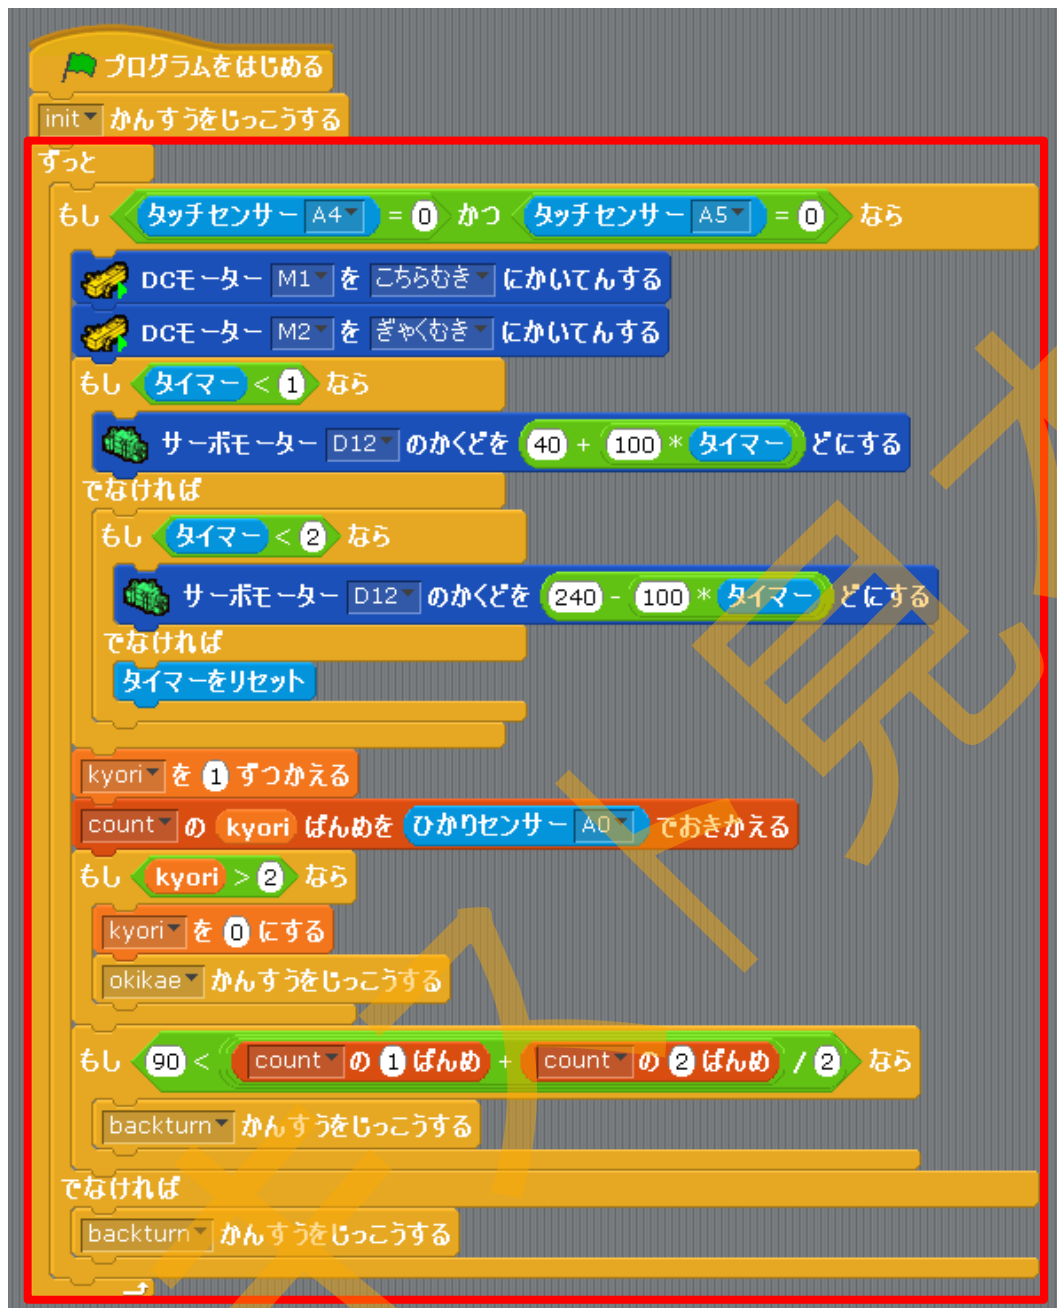 プログラムをはじめる
init かんすうをじっこうする
ずっと
もし タッチセンサー A4 = 0 かつ タッチセンサー A5 = 0 なら
DCモーター M1 を こちらむき にかいてんする
DCモーター M2 を ぎゃくむき にかいてんする
もし タイマー < 1 なら
サーボモーター D12 のかくどを 40 + 100 * タイマー どにする
でなければ
もし タイマー < 2 なら
サーボモーター D12 のかくどを 240 - 100 * タイマー どにする
でなければ
タイマーをリセット
kyori を 1 ずつかえる
count の kyori ばんめを ひかりセンサー A0 でおきかえる
もし kyori > 2 なら
kyori を 0 にする
okikae かんすうをじっこうする
もし 90 < count の 1 ばんめ + count の 2 ばんめ / 2 なら
backturn かんすうをじっこうする
でなければ
backturn かんすうをじっこうする